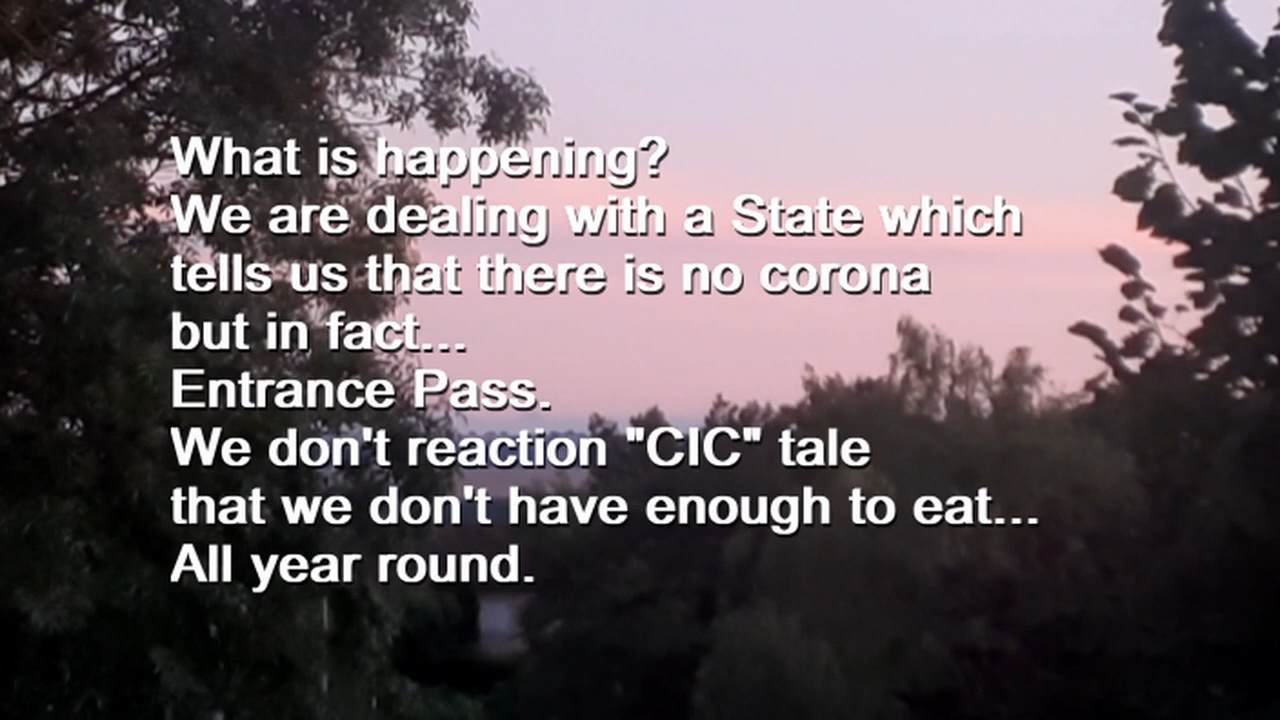 What is happening?
We are dealing with a State which
tells us that there is no corona
but in fact...
Entrance Pass.
We don't reaction "CIC" tale
that we don't have enough to eat...
All year round.